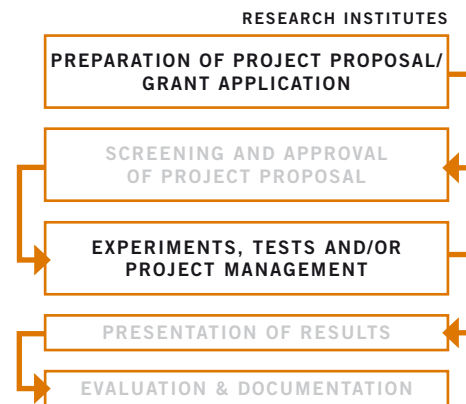 RESEARCH INSTITUTES
PREPARATION OF PROJECT PROPOSAL/
GRANT APPLICATION
SCREENING AND APPROVAL
OF PROJECT PROPOSAL
EXPERIMENTS, TESTS AND/OR
PROJECT MANAGEMENT
PRESENTATION OF RESULTS
EVALUATION & DOCUMENTATION